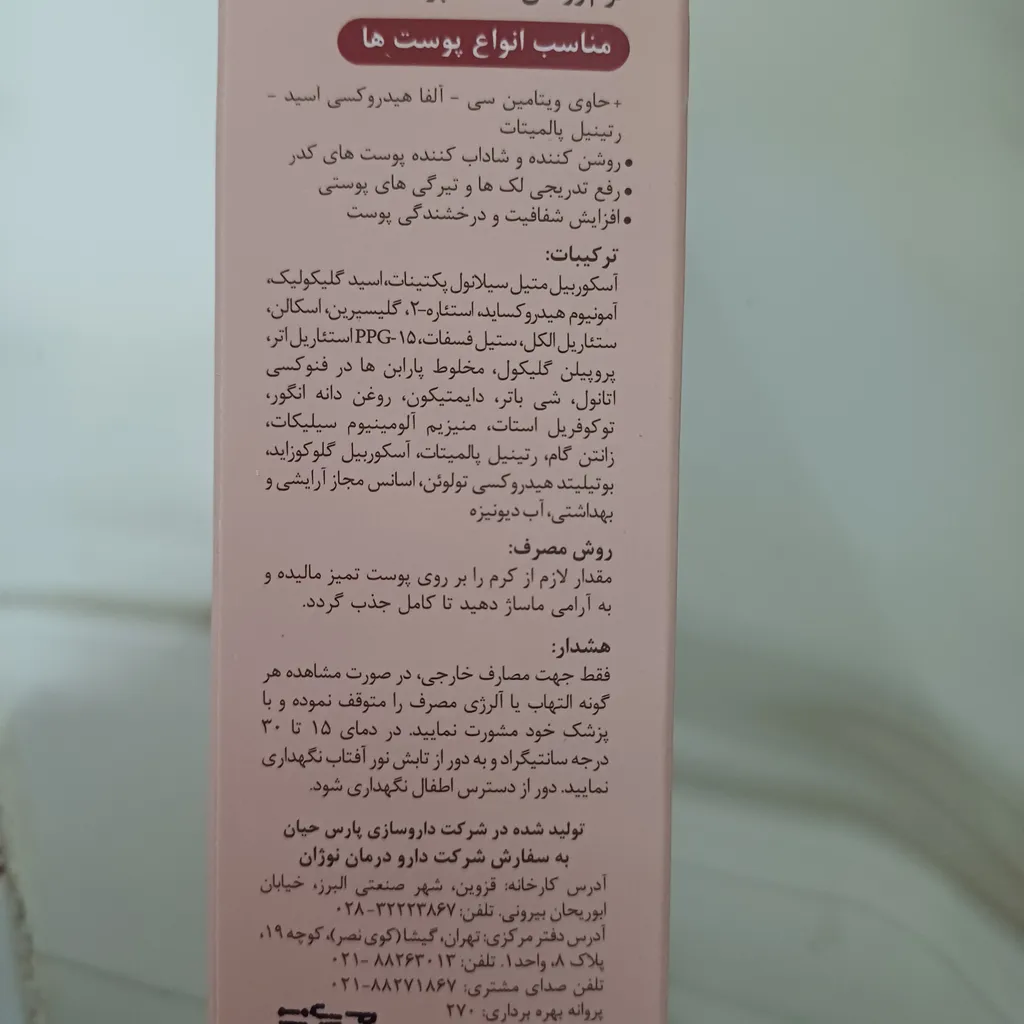 مناسب انواع پوست ها
+ حاوی ویتامین سی - آلفا هیدروکسی اسید -
رتینیل پالمیتات
• روشن کننده و شاداب کننده پوست های کدر
• رفع تدریجی لک ها و تیرگی های پوستی
• افزایش شفافیت و درخشندگی پوست
ترکیبات:
آسکوربیل متیل سیلانول پکتینات، اسید گلیکولیک،
آمونیوم هیدروکساید، استئاره-۲، گلیسیرین، اسکالن،
ستئاریل الکل، ستیل فسفات، PPG-۱۵ استئاریل اتر،
پروپیلن گلیکول، مخلوط پارابن ها در فنوکسی
اتانول، شی باتر، دایمتیکون، روغن دانه انگور،
توکوفریل استات، منیزیم آلومینیوم سیلیکات،
زانتن گام، رتینیل پالمیتات، آسکوربیل گلوکوزاید،
بوتیلیتد هیدروکسی تولوئن، اسانس مجاز آرایشی و
بهداشتی، آب دیونیزه
روش مصرف:
مقدار لازم از کرم را بر روی پوست تمیز مالیده و
به آرامی ماساژ دهید تا کامل جذب گردد.
هشدار:
فقط جهت مصارف خارجی، در صورت مشاهده هر
گونه التهاب یا آلرژی مصرف را متوقف نموده و با
پزشک خود مشورت نمایید. در دمای ۱۵ تا ۳۰
درجه سانتیگراد و به دور از تابش نور آفتاب نگهداری
نمایید. دور از دسترس اطفال نگهداری شود.
تولید شده در شرکت داروسازی پارس حیان
به سفارش شرکت دارو درمان نوژان
آدرس کارخانه: قزوین، شهر صنعتی البرز، خیابان
ابوریحان بیرونی. تلفن: ۳۲۲۲۳۸۶۷-۰۲۸
آدرس دفتر مرکزی: تهران، گیشا (کوی نصر)، کوچه ۱۹،
پلاک ۸، واحد ۱. تلفن: ۸۸۲۶۳۰۱۳ -۰۲۱
تلفن صدای مشتری: ۸۸۲۷۱۸۶۷-۰۲۱
پروانه بهره برداری: ۲۷۰